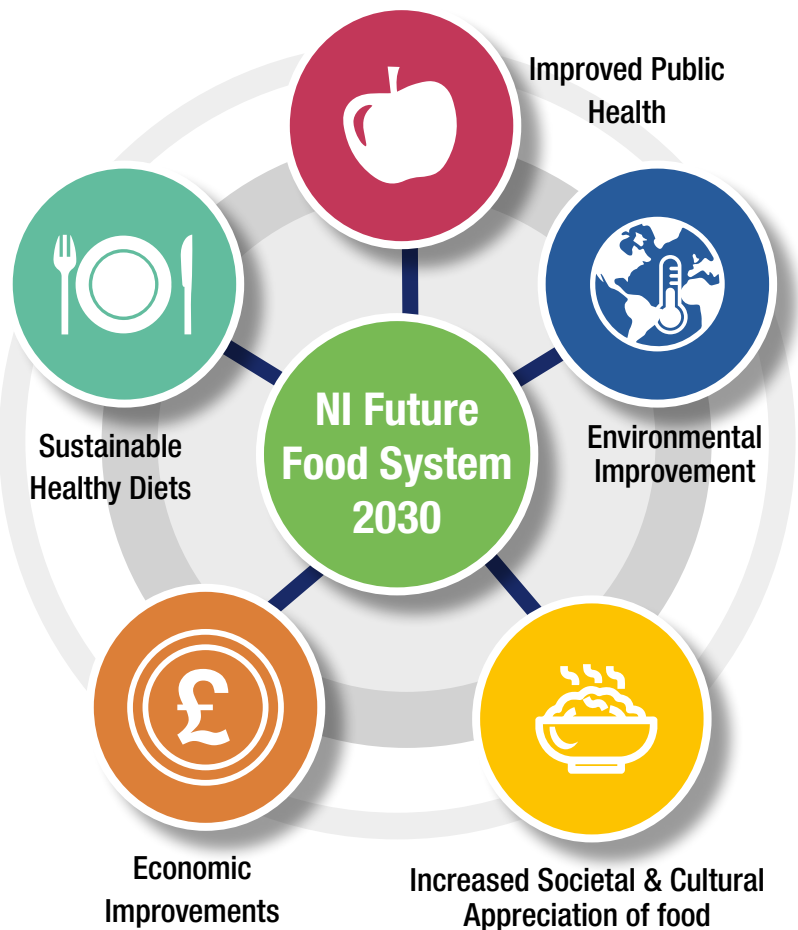 Improved Public
Health
Environmental
Improvement
NI Future
Food System
2030
Sustainable
Healthy Diets
£
Economic
Improvements
Increased Societal & Cultural
Appreciation of food